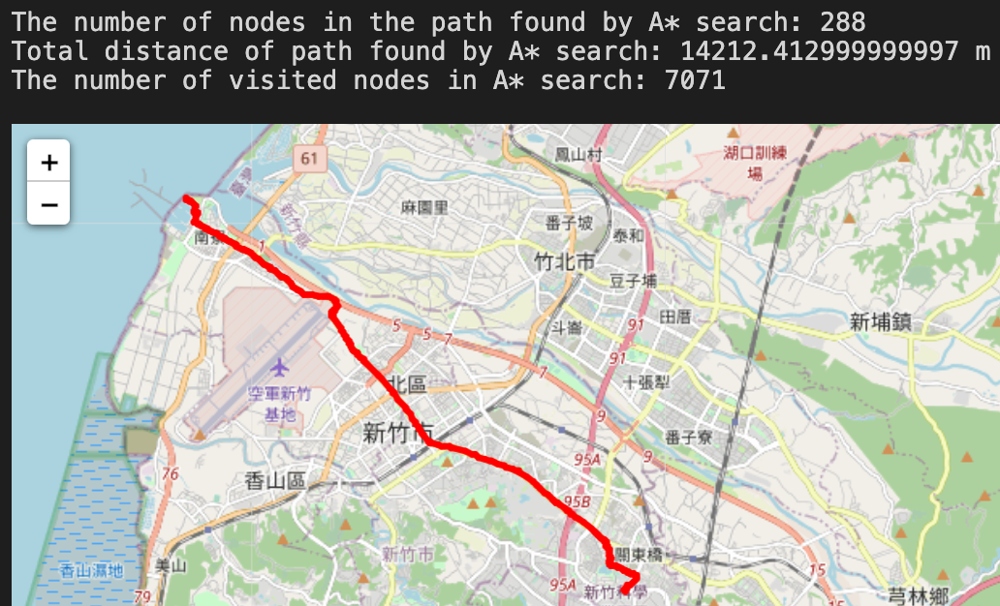 The number of nodes in the path found by A* search: 288
Total distance of path found by A* search: 14212.412999999997 m
The number of visited nodes in A* search: 7071
+
−
61
鳳山村
湖口訓練
場
麻園里
番子坡
泰和
新竹區
南寮
1
竹北市
豆子埔
5
5
7
斗崙
91
田厝
新埔鎮
91
7
十張犁
北區
空軍新竹
基地
9
新竹市
番子寮
9
95A
76
香山區
95B
新竹市
關東橋
美山
香山濕地
15
95A
新竹科學
79
15
芎林鄉